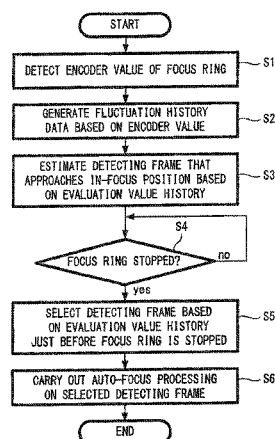 START
DETECT ENCODER VALUE OF FOCUS RING
S1
GENERATE FLUCTUATION HISTORY
DATA BASED ON ENCODER VALUE
S2
ESTIMATE DETECTING FRAME THAT
APPROACHES IN-FOCUS POSITION BASED
ON EVALUATION VALUE HISTORY
S3
S4
FOCUS RING STOPPED?
no
yes
SELECT DETECTING FRAME BASED
ON EVALUATION VALUE HISTORY
JUST BEFORE FOCUS RING IS STOPPED
S5
CARRY OUT AUTO-FOCUS PROCESSING
ON SELECTED DETECTING FRAME
S6
END